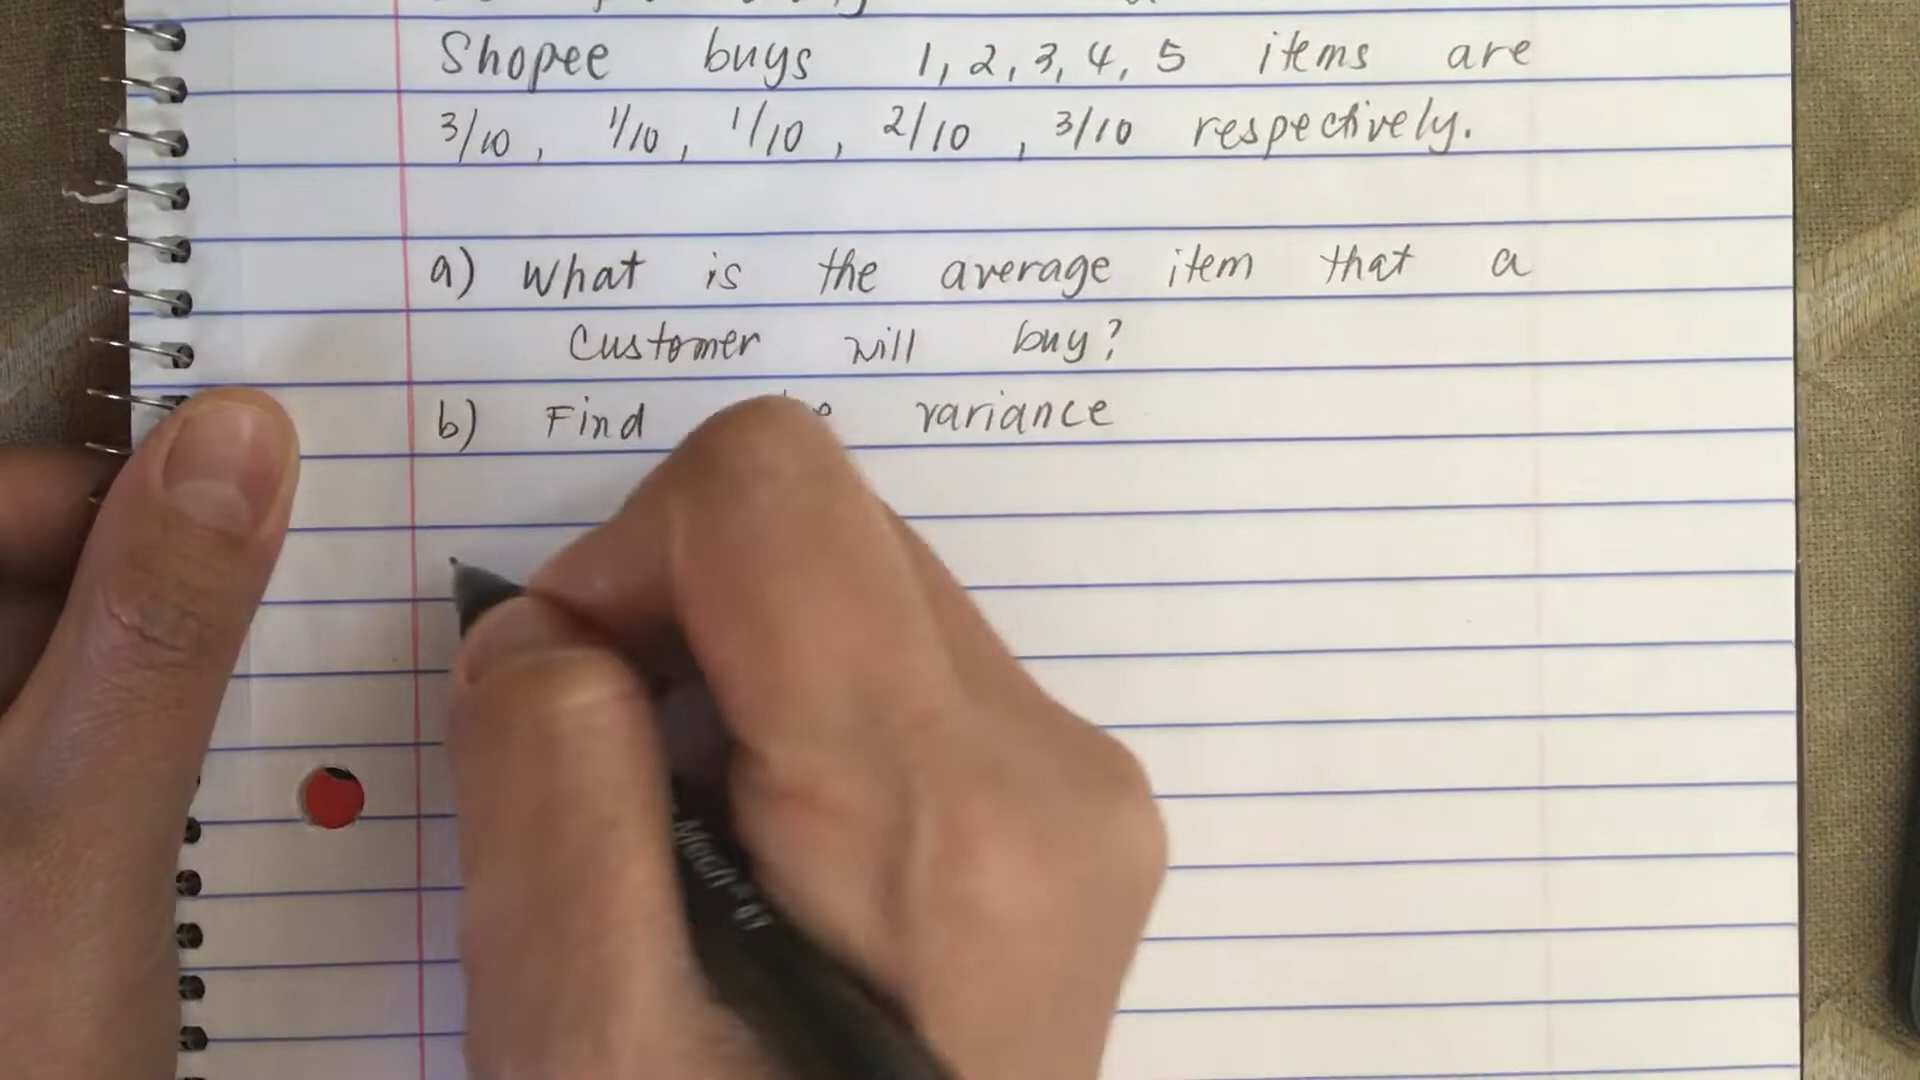 Shopee buys 1, 2, 3, 4, 5 items are
3/10, 1/10, 1/10, 2/10, 3/10 respectively.
a) What is the average item that a
customer will buy?
b) Find variance
Mech